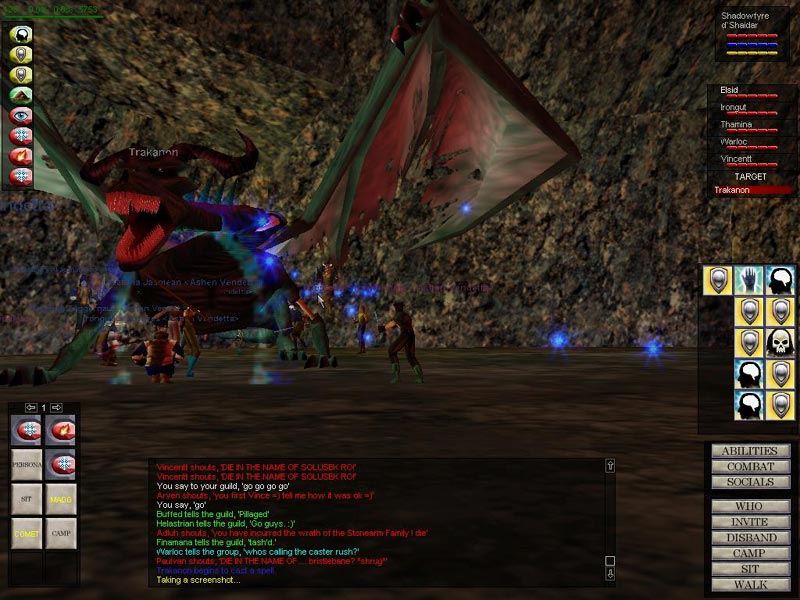 Shadowfyre
d`Shaidar
Elsid
Irongut
Thamina
Warloc
Vincentt
TARGET
Trakanon
Trakanon
1
PERSONA
SIT
COMET
CAMP
Vincentt shouts, 'DIE IN THE NAME OF SOLUSEK RO!'
Vincentt shouts, 'DIE IN THE NAME OF SOLUSEK RO!'
You say to your guild, 'go go go go'
Arven shouts, 'you first Vince =) tell me how it was ok =)'
You say, 'go'
Buffed tells the guild, 'Pillaged'
Helastrian tells the guild, 'Go guys. :)'
Adluh shouts, 'you have incurred the wrath of the Stonearm Family ! die'
Finamana tells the guild, 'tash'd.'
Warloc tells the group, 'whos calling the caster rush?'
Paulvan shouts, 'DIE IN THE NAME OF ... bristlebane? *shrug*'
Trakanon begins to cast a spell.
Taking a screenshot...
ABILITIES
COMBAT
SOCIALS
WHO
INVITE
DISBAND
CAMP
SIT
WALK